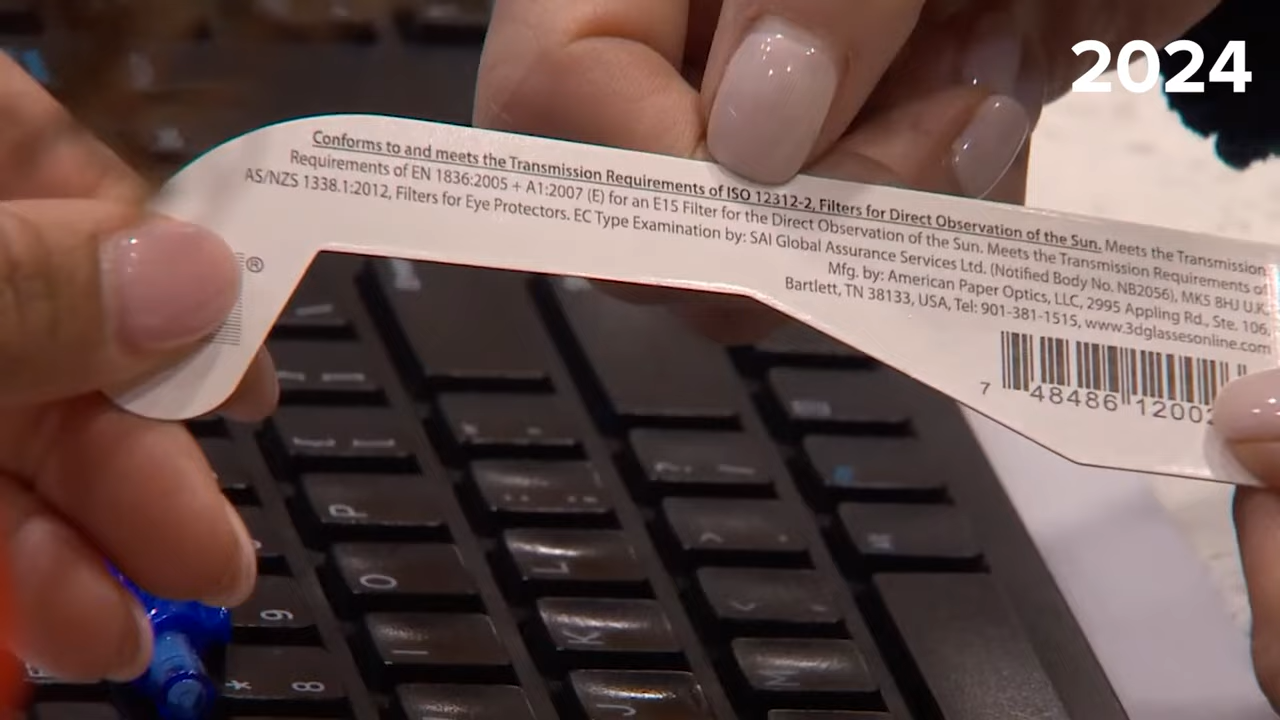 2024
Conforms to and meets the Transmission Requirements of ISO 12312-2, Filters for Direct Observation of the Sun. Meets the Transmission
Requirements of EN 1836:2005 + A1:2007 (E) for an E15 Filter for the Direct Observation of the Sun. Meets the Transmission Requirements of
AS/NZS 1338.1:2012, Filters for Eye Protectors. EC Type Examination by: SAI Global Assurance Services Ltd. (Notified Body No. NB2056), MK5 8HJ U.K.
Mfg. by: American Paper Optics, LLC, 2995 Appling Rd., Ste. 106,
Bartlett, TN 38133, USA, Tel: 901-381-1515, www.3dglassesonline.com
®
7 48486 12002
P
O
L
9
I
K
* 8
J
M